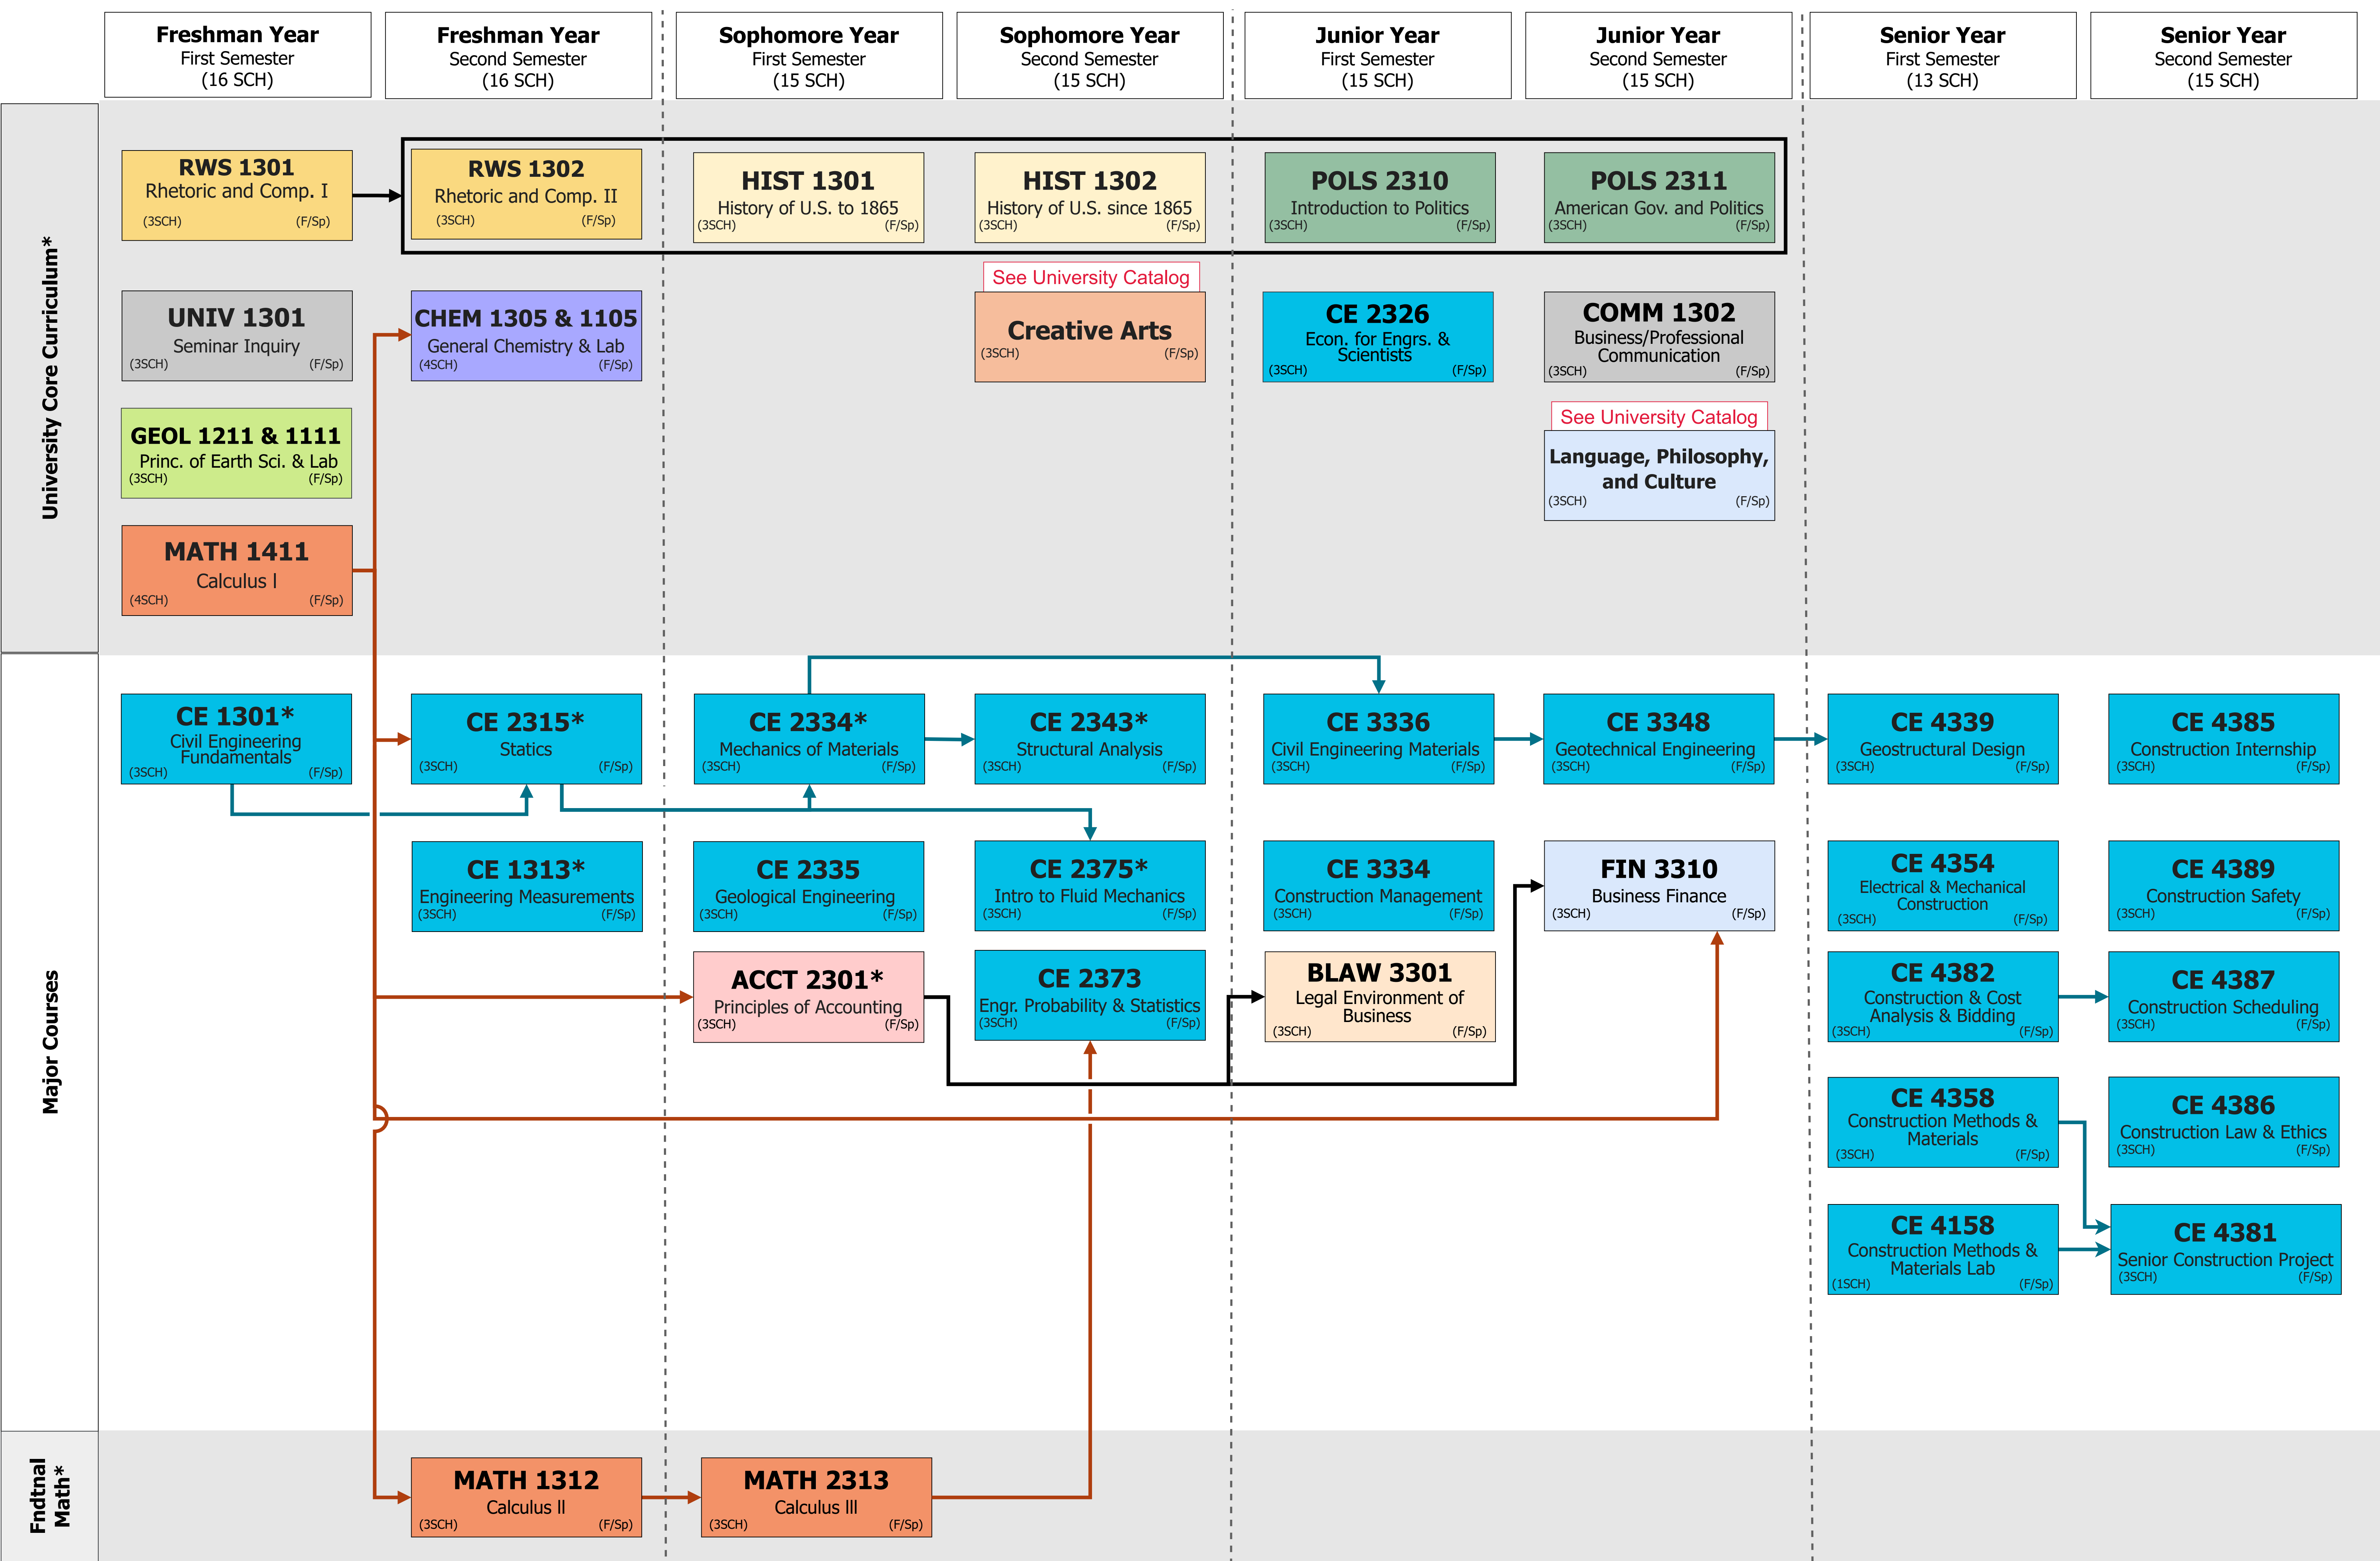 Freshman Year
First Semester
(16 SCH)
Freshman Year
Second Semester
(16 SCH)
Sophomore Year
First Semester
(15 SCH)
Sophomore Year
Second Semester
(15 SCH)
Junior Year
First Semester
(15 SCH)
Junior Year
Second Semester
(15 SCH)
Senior Year
First Semester
(13 SCH)
Senior Year
Second Semester
(15 SCH)
University Core Curriculum*
RWS 1301
Rhetoric and Comp. I
(3SCH) (F/Sp)
RWS 1302
Rhetoric and Comp. II
(3SCH) (F/Sp)
HIST 1301
History of U.S. to 1865
(3SCH) (F/Sp)
HIST 1302
History of U.S. since 1865
(3SCH) (F/Sp)
POLS 2310
Introduction to Politics
(3SCH) (F/Sp)
POLS 2311
American Gov. and Politics
(3SCH) (F/Sp)
UNIV 1301
Seminar Inquiry
(3SCH) (F/Sp)
CHEM 1305 & 1105
General Chemistry & Lab
(4SCH) (F/Sp)
See University Catalog
Creative Arts
(3SCH) (F/Sp)
CE 2326
Econ. for Engrs. &
Scientists
(3SCH) (F/Sp)
COMM 1302
Business/Professional
Communication
(3SCH) (F/Sp)
GEOL 1211 & 1111
Princ. of Earth Sci. & Lab
(3SCH) (F/Sp)
See University Catalog
Language, Philosophy,
and Culture
(3SCH) (F/Sp)
MATH 1411
Calculus I
(4SCH) (F/Sp)
Major Courses
CE 1301*
Civil Engineering
Fundamentals
(3SCH) (F/Sp)
CE 2315*
Statics
(3SCH) (F/Sp)
CE 2334*
Mechanics of Materials
(3SCH) (F/Sp)
CE 2343*
Structural Analysis
(3SCH) (F/Sp)
CE 3336
Civil Engineering Materials
(3SCH) (F/Sp)
CE 3348
Geotechnical Engineering
(3SCH) (F/Sp)
CE 4339
Geostructural Design
(3SCH) (F/Sp)
CE 4385
Construction Internship
(3SCH) (F/Sp)
CE 1313*
Engineering Measurements
(3SCH) (F/Sp)
CE 2335
Geological Engineering
(3SCH) (F/Sp)
CE 2375*
Intro to Fluid Mechanics
(3SCH) (F/Sp)
CE 3334
Construction Management
(3SCH) (F/Sp)
FIN 3310
Business Finance
(3SCH) (F/Sp)
CE 4354
Electrical & Mechanical
Construction
(3SCH) (F/Sp)
CE 4389
Construction Safety
(3SCH) (F/Sp)
ACCT 2301*
Principles of Accounting
(3SCH) (F/Sp)
CE 2373
Engr. Probability & Statistics
(3SCH) (F/Sp)
BLAW 3301
Legal Environment of
Business
(3SCH) (F/Sp)
CE 4382
Construction & Cost
Analysis & Bidding
(3SCH) (F/Sp)
CE 4387
Construction Scheduling
(3SCH) (F/Sp)
CE 4358
Construction Methods &
Materials
(3SCH) (F/Sp)
CE 4386
Construction Law & Ethics
(3SCH) (F/Sp)
CE 4158
Construction Methods &
Materials Lab
(1SCH) (F/Sp)
CE 4381
Senior Construction Project
(3SCH) (F/Sp)
Fndtnal
Math*
MATH 1312
Calculus II
(3SCH) (F/Sp)
MATH 2313
Calculus III
(3SCH) (F/Sp)